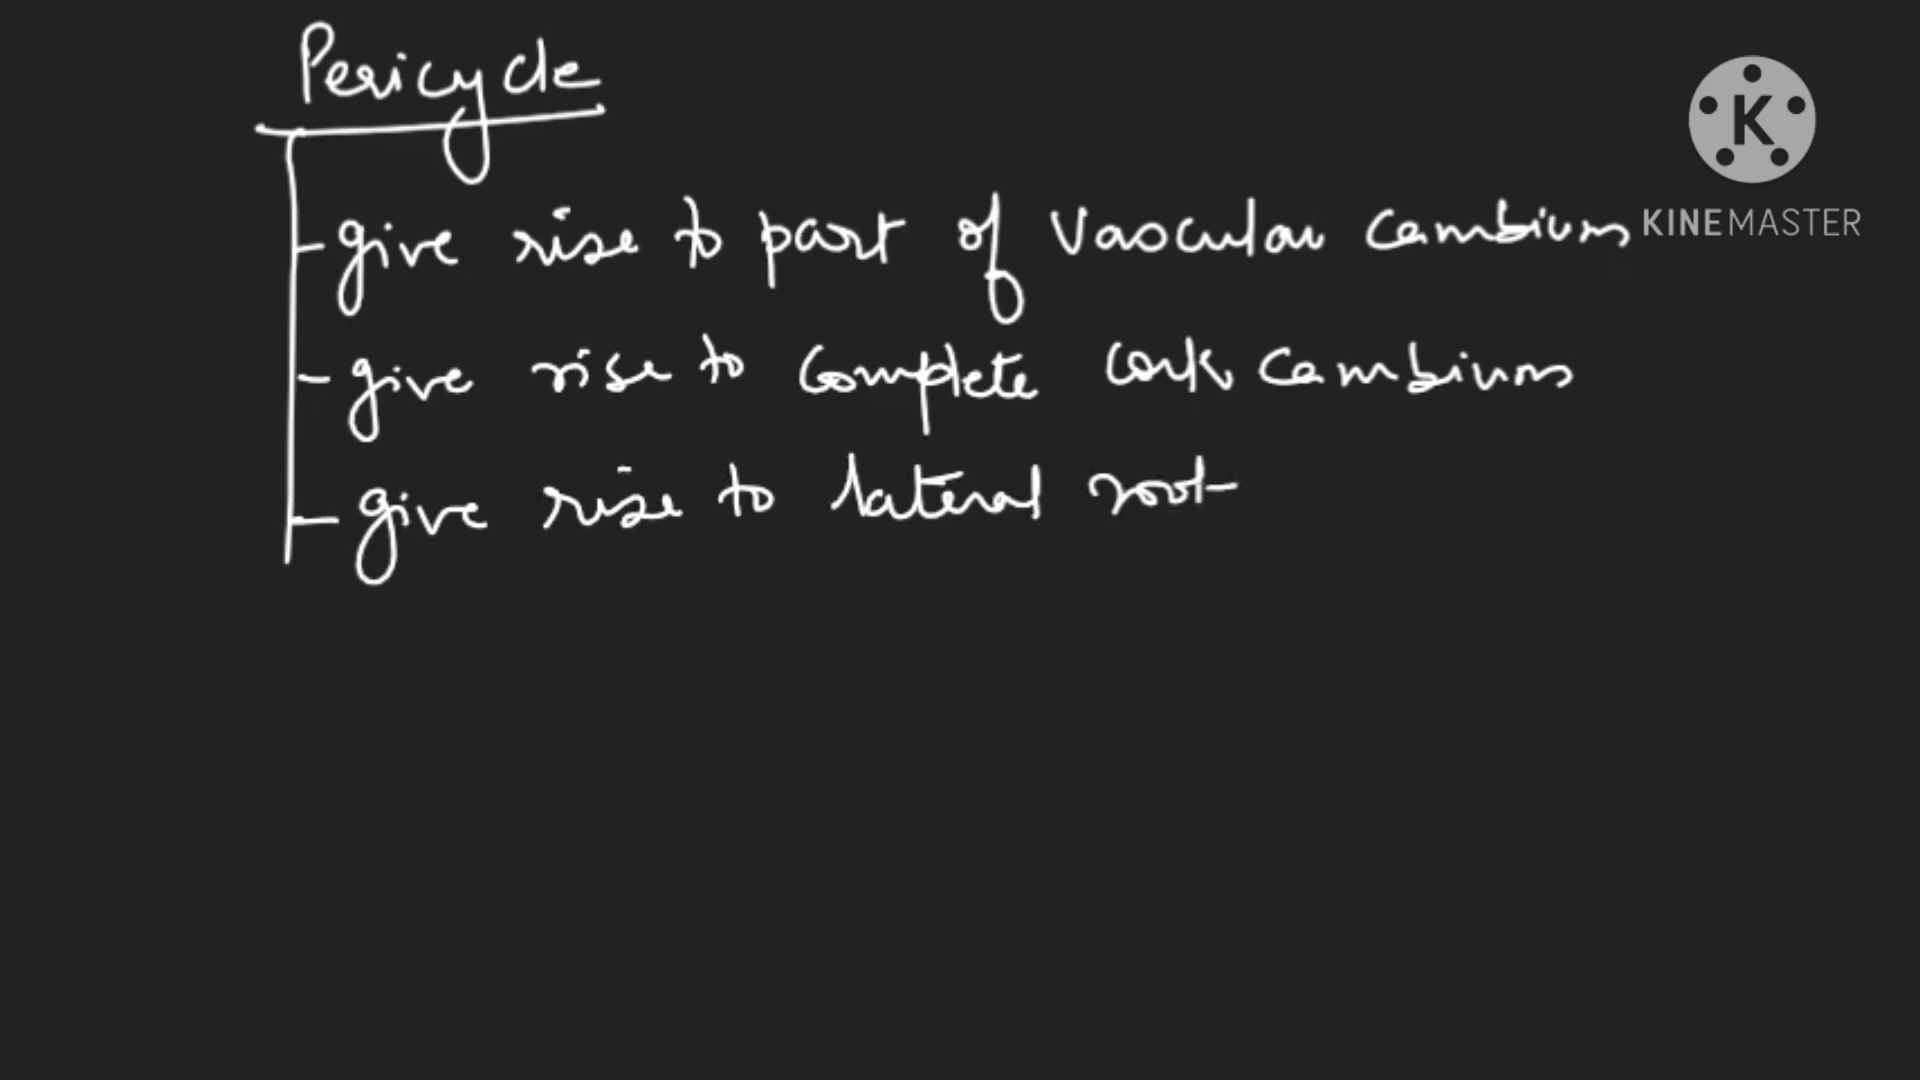 Pericycle
K
give rise to part of Vascular Cambium
KINEMASTER
- give rise to Complete Cork Cambium
- give rise to lateral root